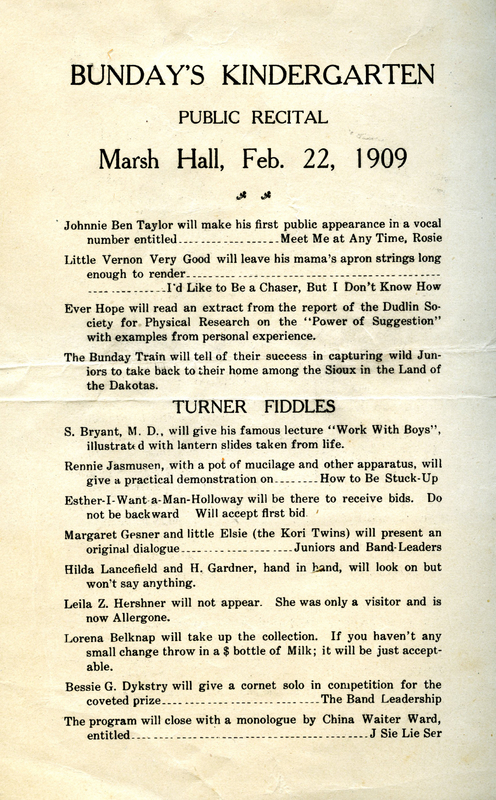 BUNDAY'S KINDERGARTEN
PUBLIC RECITAL
Marsh Hall, Feb. 22, 1909
Johnnie Ben Taylor will make his first public appearance in a vocal
number entitled....................Meet Me at Any Time, Rosie
Little Vernon Very Good will leave his mama's apron strings long
enough to render..................................................
................I'd Like to Be a Chaser, But I Don't Know How
Ever Hope will read an extract from the report of the Dudlin So-
ciety for Physical Research on the "Power of Suggestion"
with examples from personal experience.
The Bunday Train will tell of their success in capturing wild Jun-
iors to take back to their home among the Sioux in the Land of
the Dakotas.
TURNER FIDDLES
S. Bryant, M. D., will give his famous lecture "Work With Boys",
illustrated with lantern slides taken from life.
Rennie Jasmusen, with a pot of mucilage and other apparatus, will
give a practical demonstration on........How to Be Stuck-Up
Esther-I-Want-a-Man-Holloway will be there to receive bids. Do
not be backward Will accept first bid
Margaret Gesner and little Elsie (the Kori Twins) will present an
original dialogue......................Juniors and Band-Leaders
Hilda Lancefield and H. Gardner, hand in hand, will look on but
won't say anything.
Leila Z. Hershner will not appear. She was only a visitor and is
now Allergone.
Lorena Belknap will take up the collection. If you haven't any
small change throw in a $ bottle of Milk; it will be just accept-
able.
Bessie G. Dykstry will give a cornet solo in competition for the
coveted prize................................The Band Leadership
The program will close with a monologue by China Waiter Ward,
entitled................................................J Sie Lie Ser